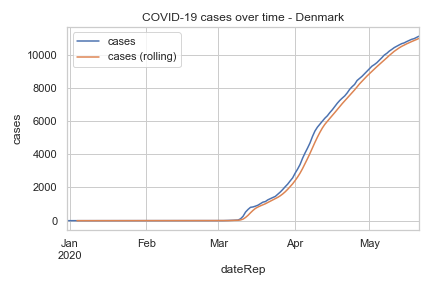 COVID-19 cases over time - Denmark
cases
cases (rolling)
10000
8000
6000
4000
2000
0
cases
Jan Feb Mar Apr May
2020
dateRep